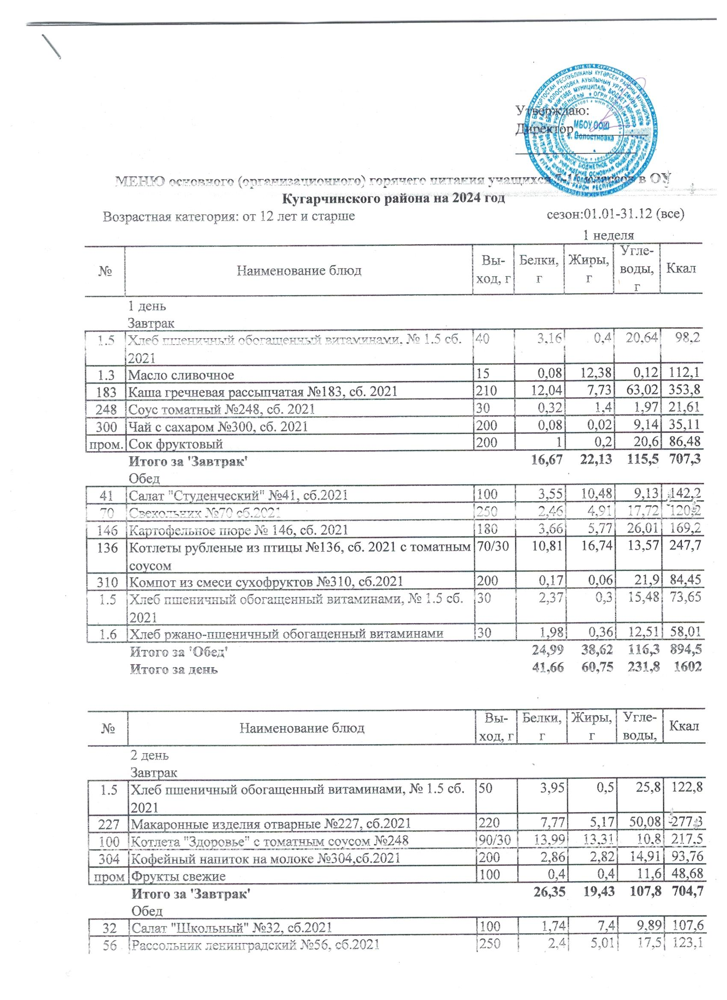 Утверждаю:
Директор
МБОУ ООШ
с. Волостновка
МЕНЮ основного (организационного) горячего питания учащихся 5-11 классов в ОУ
Кугарчинского района на 2024 год
Возрастная категория: от 12 лет и старше сезон:01.01-31.12 (все)
1 неделя
№ Наименование блюд Вы-ход, г Белки, г Жиры, г Угле-воды, г Ккал
1 день
Завтрак
1.5 Хлеб пшеничный обогащенный витаминами, № 1.5 сб. 40 3,16 0,4 20,64 98,2
2021
1.3 Масло сливочное 15 0,08 12,38 0,12 112,1
183 Каша гречневая рассыпчатая №183, сб. 2021 210 12,04 7,73 63,02 353,8
248 Соус томатный №248, сб. 2021 30 0,32 1,4 1,97 21,61
300 Чай с сахаром №300, сб. 2021 200 0,08 0,02 9,14 35,11
пром. Сок фруктовый 200 1 0,2 20,6 86,48
Итого за 'Завтрак' 16,67 22,13 115,5 707,3
Обед
41 Салат "Студенческий" №41, сб.2021 100 3,55 10,48 9,13 142,2
70 Свекольник №70 сб.2021 250 2,46 4,91 17,72 120,2
146 Картофельное пюре № 146, сб. 2021 180 3,66 5,77 26,01 169,2
136 Котлеты рубленые из птицы №136, сб. 2021 с томатным 70/30 10,81 16,74 13,57 247,7
соусом
310 Компот из смеси сухофруктов №310, сб.2021 200 0,17 0,06 21,9 84,45
1.5 Хлеб пшеничный обогащенный витаминами, № 1.5 сб. 30 2,37 0,3 15,48 73,65
2021
1.6 Хлеб ржано-пшеничный обогащенный витаминами 30 1,98 0,36 12,51 58,01
Итого за 'Обед' 24,99 38,62 116,3 894,5
Итого за день 41,66 60,75 231,8 1602
№ Наименование блюд Вы-ход, г Белки, г Жиры, г Угле-воды, Ккал
2 день
Завтрак
1.5 Хлеб пшеничный обогащенный витаминами, № 1.5 сб. 50 3,95 0,5 25,8 122,8
2021
227 Макаронные изделия отварные №227, сб.2021 220 7,77 5,17 50,08 277,3
100 Котлета "Здоровье" с томатным соусом №248 90/30 13,99 13,31 10,8 217,5
304 Кофейный напиток на молоке №304,сб.2021 200 2,86 2,82 14,91 93,76
пром Фрукты свежие 100 0,4 0,4 11,6 48,68
Итого за 'Завтрак' 26,35 19,43 107,8 704,7
Обед
32 Салат "Школьный" №32, сб.2021 100 1,74 7,4 9,89 107,6
56 Рассольник ленинградский №56, сб.2021 250 2,4 5,01 17,5 123,1